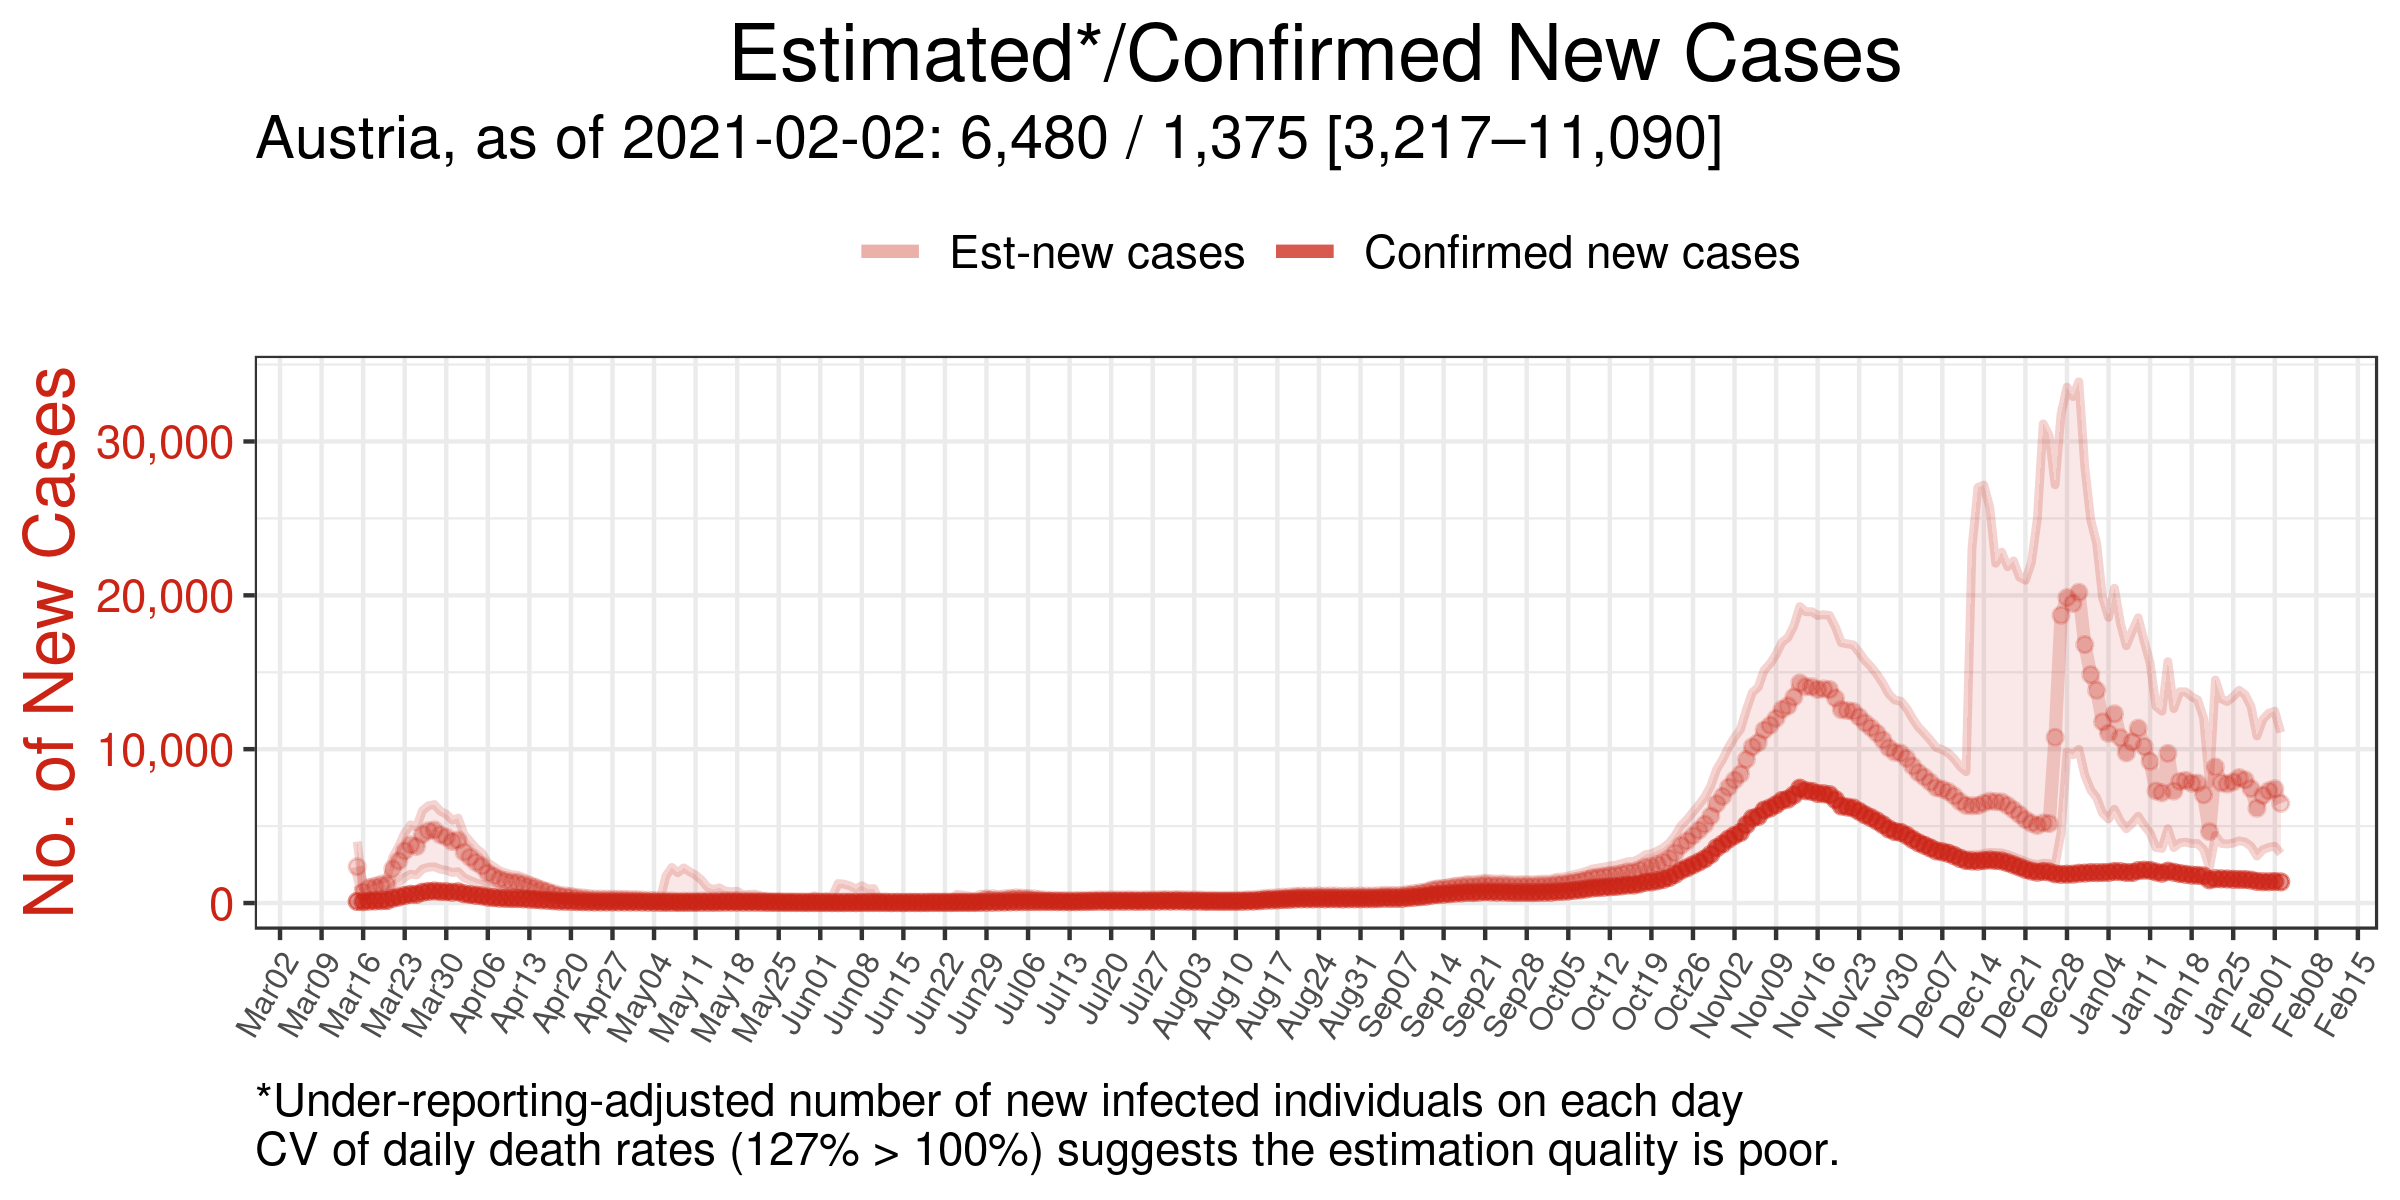 Estimated*/Confirmed New Cases
Austria, as of 2021-02-02: 6,480 / 1,375 [3,217–11,090]
Est-new cases
Confirmed new cases
No. of New Cases
30,000
20,000
10,000
0
Mar02
Mar09
Mar16
Mar23
Mar30
Apr06
Apr13
Apr20
Apr27
May04
May11
May18
May25
Jun01
Jun08
Jun15
Jun22
Jun29
Jul06
Jul13
Jul20
Jul27
Aug03
Aug10
Aug17
Aug24
Aug31
Sep07
Sep14
Sep21
Sep28
Oct05
Oct12
Oct19
Oct26
Nov02
Nov09
Nov16
Nov23
Nov30
Dec07
Dec14
Dec21
Dec28
Jan04
Jan11
Jan18
Jan25
Feb01
Feb08
Feb15
*Under-reporting-adjusted number of new infected individuals on each day
CV of daily death rates (127% > 100%) suggests the estimation quality is poor.